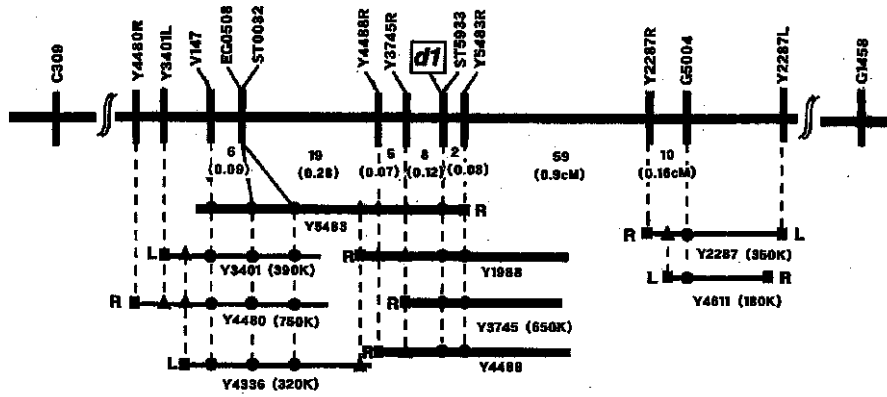 C309
Y4480R
Y3401L
V147
EG0508
ST0032
Y4488R
Y3745R
d1
ST5933
Y5483R
Y2287R
G5004
Y2287L
G1458
6 19 5 8 2 59 10
(0.09) (0.28) (0.07) (0.12) (0.03) (0.9cM) (0.16cM)
Y5483 R
L Y3401 (390K) R Y1988
R Y2287 (350K) L
R Y4480 (750K) R Y3745 (650K)
L Y4611 (180K) R
L Y4336 (320K) R Y4488